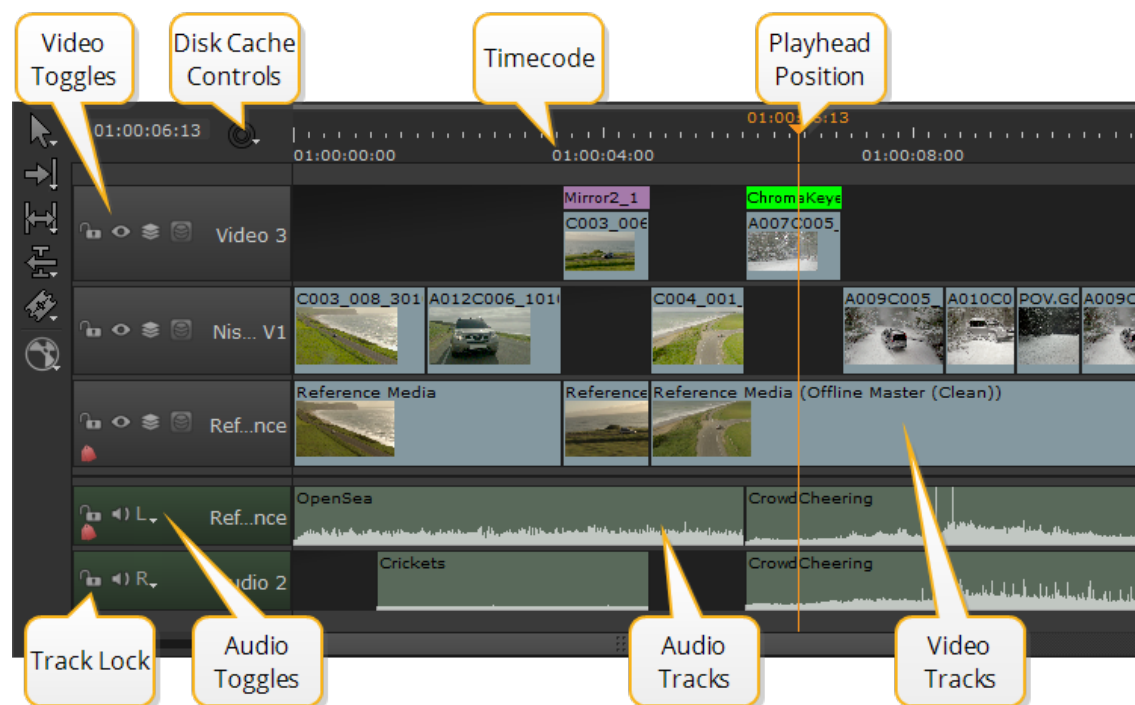 Video
Toggles
Disk Cache
Controls
Timecode
Playhead
Position
01:00:06:13
01:00:00:00
01:00:04:00
01:00:08:00
Mirror2_1
ChromaKeye
C003_006
A007C005_
Video 3
C003_008_301
A012C006_101
C004_001_
A009C005_
A010C0
POV.GC
A009C
Nis... V1
Reference Media
Reference
Reference Media (Offline Master (Clean))
Ref...nce
OpenSea
CrowdCheering
L
Ref...nce
Crickets
CrowdCheering
R
Track Lock
Audio
Toggles
Audio
Tracks
Video
Tracks